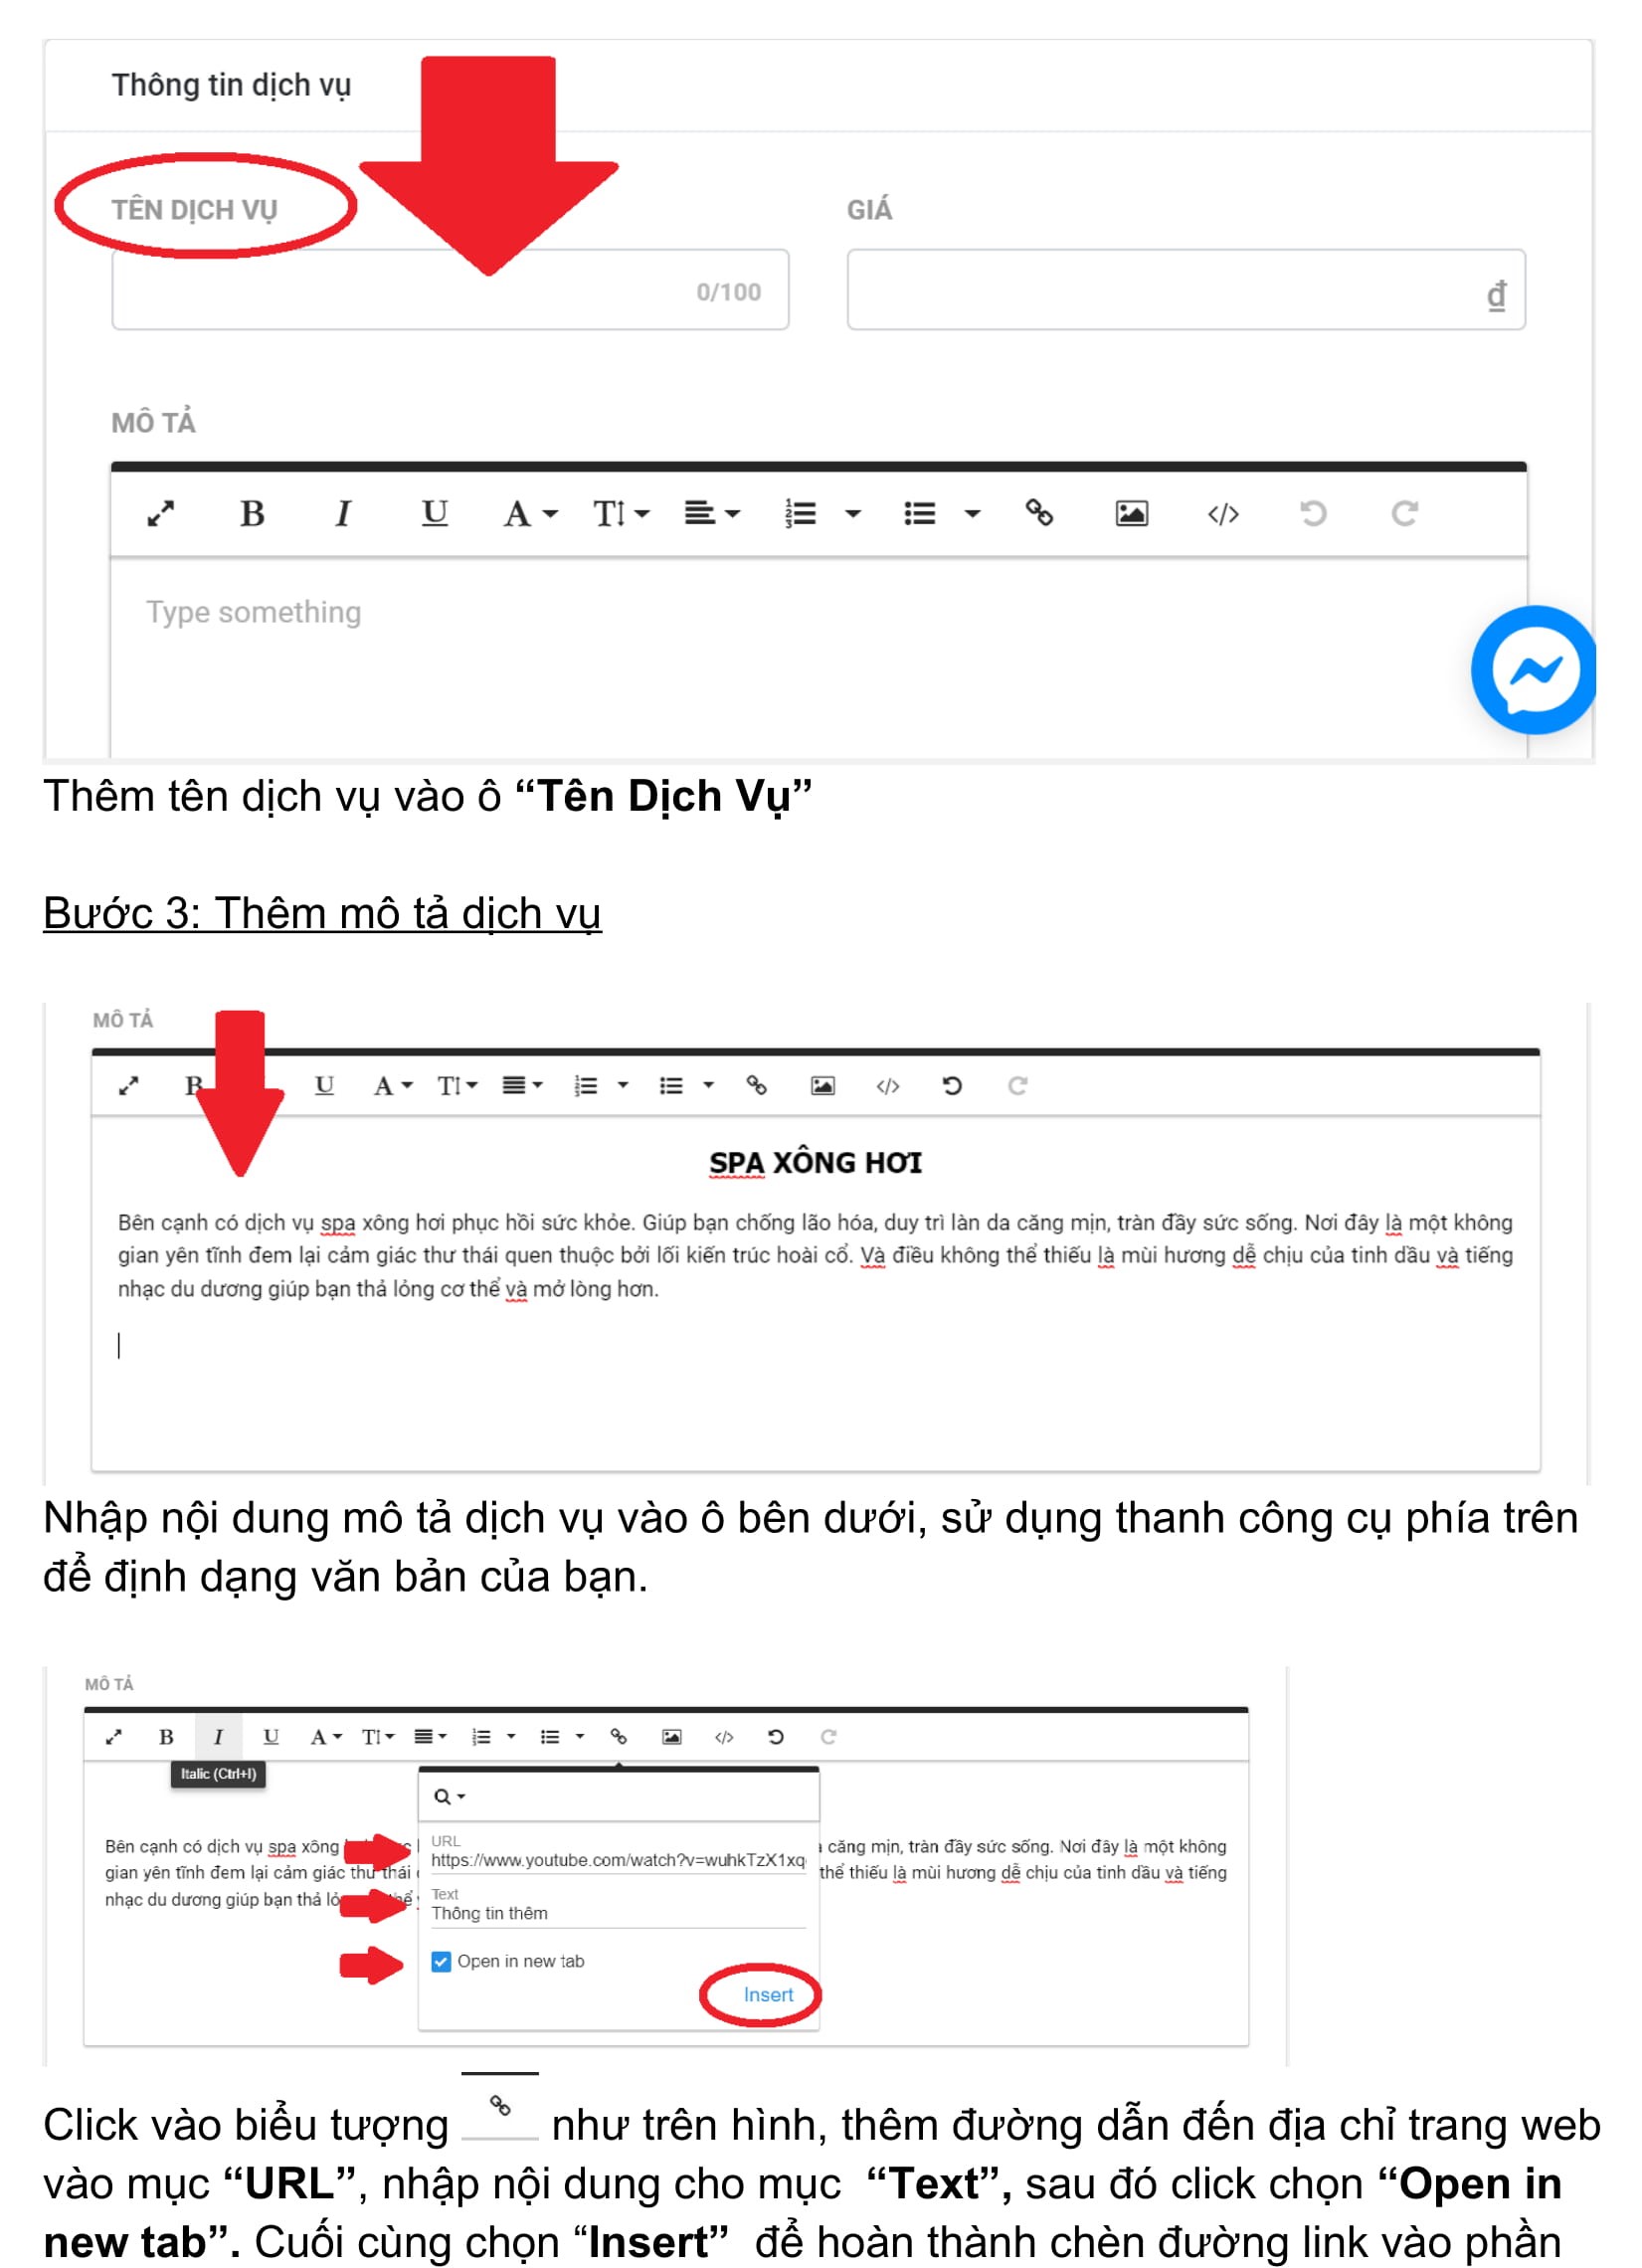 Thông tin dịch vụ
TÊN DỊCH VỤ
GIÁ
0/100
₫
MÔ TẢ
B I U A T
Type something
Thêm tên dịch vụ vào ô “Tên Dịch Vụ”
Bước 3: Thêm mô tả dịch vụ
MÔ TẢ
B U A T
SPA XÔNG HƠI
Bên cạnh có dịch vụ spa xông hơi phục hồi sức khỏe. Giúp bạn chống lão hóa, duy trì làn da căng mịn, tràn đầy sức sống. Nơi đây là một không
gian yên tĩnh đem lại cảm giác thư thái quen thuộc bởi lối kiến trúc hoài cổ. Và điều không thể thiếu là mùi hương dễ chịu của tinh dầu và tiếng
nhạc du dương giúp bạn thả lỏng cơ thể và mở lòng hơn.
Nhập nội dung mô tả dịch vụ vào ô bên dưới, sử dụng thanh công cụ phía trên
để định dạng văn bản của bạn.
MÔ TẢ
B I U A T
Italic (Ctrl+I)
Bên cạnh có dịch vụ spa xông căng mịn, tràn đầy sức sống. Nơi đây là một không
gian yên tĩnh đem lại cảm giác thư thái thể thiếu là mùi hương dễ chịu của tinh dầu và tiếng
nhạc du dương giúp bạn thả
URL
https://www.youtube.com/watch?v=wuhkTzX1xq
Text
Thông tin thêm
Open in new tab
Insert
Click vào biểu tượng như trên hình, thêm đường dẫn đến địa chỉ trang web
vào mục “URL”, nhập nội dung cho mục “Text”, sau đó click chọn “Open in
new tab”. Cuối cùng chọn “Insert” để hoàn thành chèn đường link vào phần